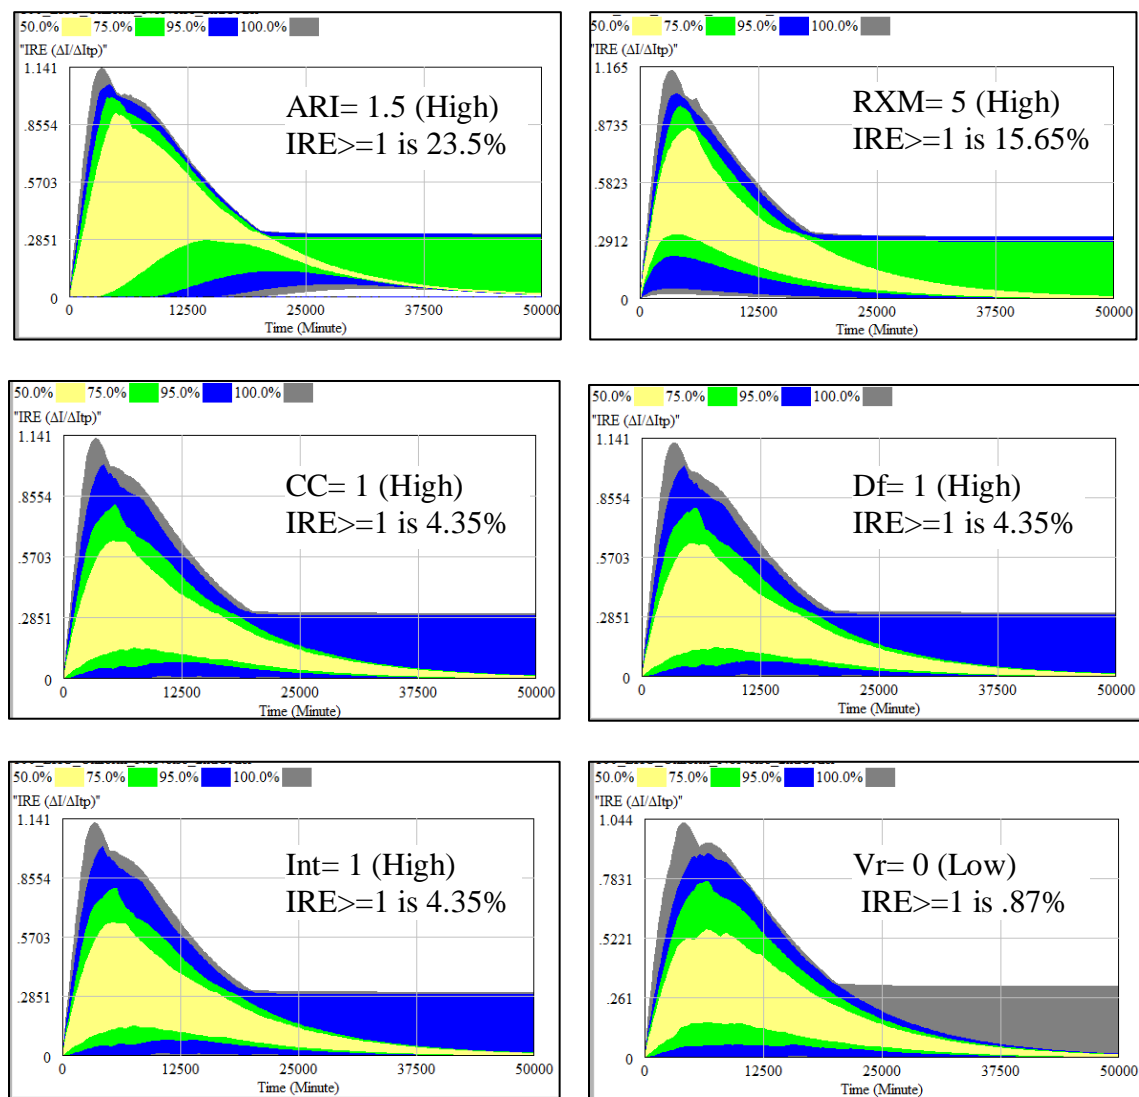 50.0% 75.0% 95.0% 100.0%
"IRE (ΔI/ΔItp)"
1.141
.8554
.5703
.2851
0
ARI= 1.5 (High)
IRE>=1 is 23.5%
0 12500 25000 37500 50000
Time (Minute)
50.0% 75.0% 95.0% 100.0%
"IRE (ΔI/ΔItp)"
1.165
.8735
.5823
.2912
0
RXM= 5 (High)
IRE>=1 is 15.65%
0 12500 25000 37500 50000
Time (Minute)
50.0% 75.0% 95.0% 100.0%
"IRE (ΔI/ΔItp)"
1.141
.8554
.5703
.2851
0
CC= 1 (High)
IRE>=1 is 4.35%
0 12500 25000 37500 50000
Time (Minute)
50.0% 75.0% 95.0% 100.0%
"IRE (ΔI/ΔItp)"
1.141
.8554
.5703
.2851
0
Df= 1 (High)
IRE>=1 is 4.35%
0 12500 25000 37500 50000
Time (Minute)
50.0% 75.0% 95.0% 100.0%
"IRE (ΔI/ΔItp)"
1.141
.8554
.5703
.2851
0
Int= 1 (High)
IRE>=1 is 4.35%
0 12500 25000 37500 50000
Time (Minute)
50.0% 75.0% 95.0% 100.0%
"IRE (ΔI/ΔItp)"
1.044
.7831
.5221
.261
0
Vr= 0 (Low)
IRE>=1 is .87%
0 12500 25000 37500 50000
Time (Minute)